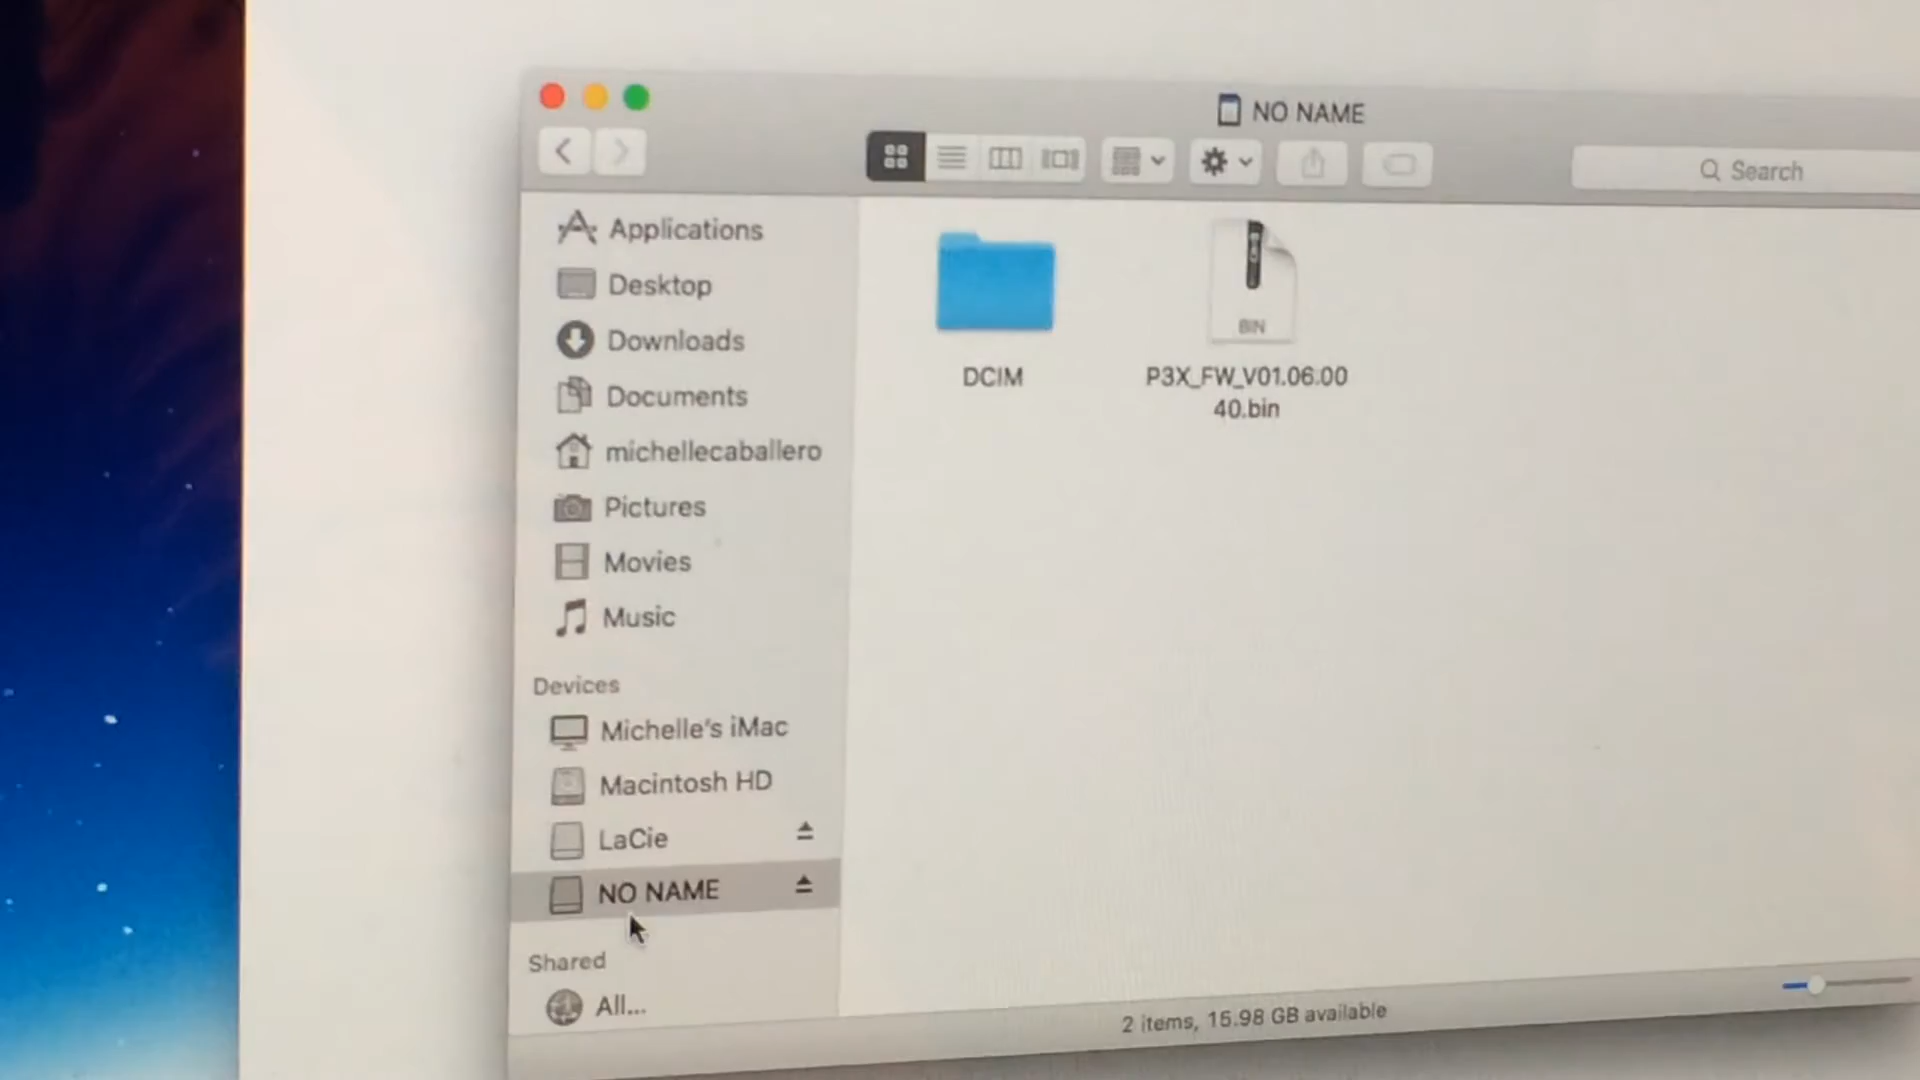 NO NAME
Search
Applications
Desktop
Downloads
Documents
michellecaballero
Pictures
Movies
Music
Devices
Michelle's iMac
Macintosh HD
LaCie
NO NAME
Shared
All...
DCIM
BIN
P3X_FW_V01.06.00
40.bin
2 items, 15.98 GB available